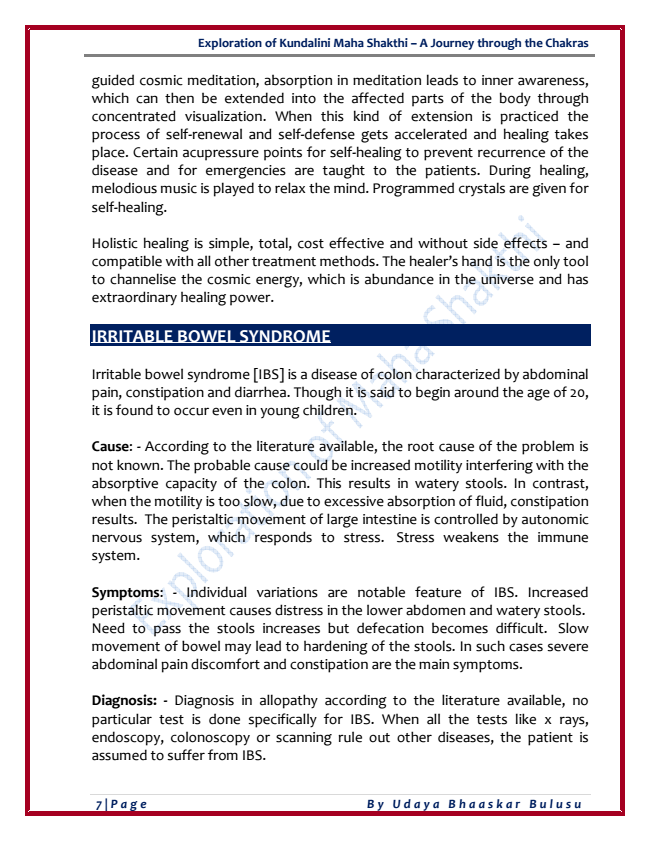 Exploration of Kundalini Maha Shakthi – A Journey through the Chakras
guided cosmic meditation, absorption in meditation leads to inner awareness,
which can then be extended into the affected parts of the body through
concentrated visualization. When this kind of extension is practiced the
process of self-renewal and self-defense gets accelerated and healing takes
place. Certain acupressure points for self-healing to prevent recurrence of the
disease and for emergencies are taught to the patients. During healing,
melodious music is played to relax the mind. Programmed crystals are given for
self-healing.
Holistic healing is simple, total, cost effective and without side effects – and
compatible with all other treatment methods. The healer’s hand is the only tool
to channelise the cosmic energy, which is abundance in the universe and has
extraordinary healing power.
IRRITABLE BOWEL SYNDROME
Irritable bowel syndrome [IBS] is a disease of colon characterized by abdominal
pain, constipation and diarrhea. Though it is said to begin around the age of 20,
it is found to occur even in young children.
Cause: - According to the literature available, the root cause of the problem is
not known. The probable cause could be increased motility interfering with the
absorptive capacity of the colon. This results in watery stools. In contrast,
when the motility is too slow, due to excessive absorption of fluid, constipation
results. The peristaltic movement of large intestine is controlled by autonomic
nervous system, which responds to stress. Stress weakens the immune
system.
Symptoms: - Individual variations are notable feature of IBS. Increased
peristaltic movement causes distress in the lower abdomen and watery stools.
Need to pass the stools increases but defecation becomes difficult. Slow
movement of bowel may lead to hardening of the stools. In such cases severe
abdominal pain discomfort and constipation are the main symptoms.
Diagnosis: - Diagnosis in allopathy according to the literature available, no
particular test is done specifically for IBS. When all the tests like x rays,
endoscopy, colonoscopy or scanning rule out other diseases, the patient is
assumed to suffer from IBS.
7|Page By Udaya Bhaaskar Bulusu
Exploration of Maha Shakthi